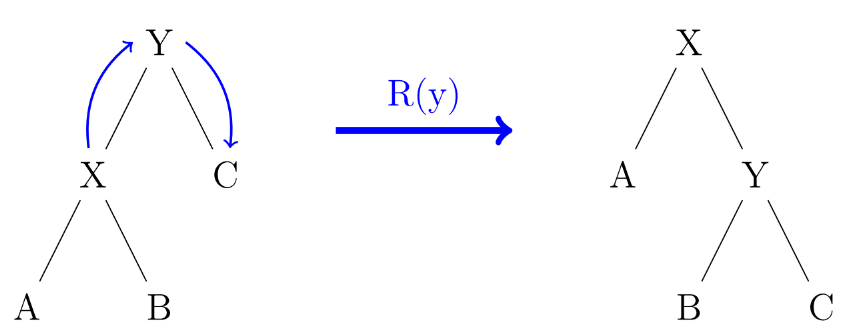 Y X
R(y)
X C A Y
A B B C